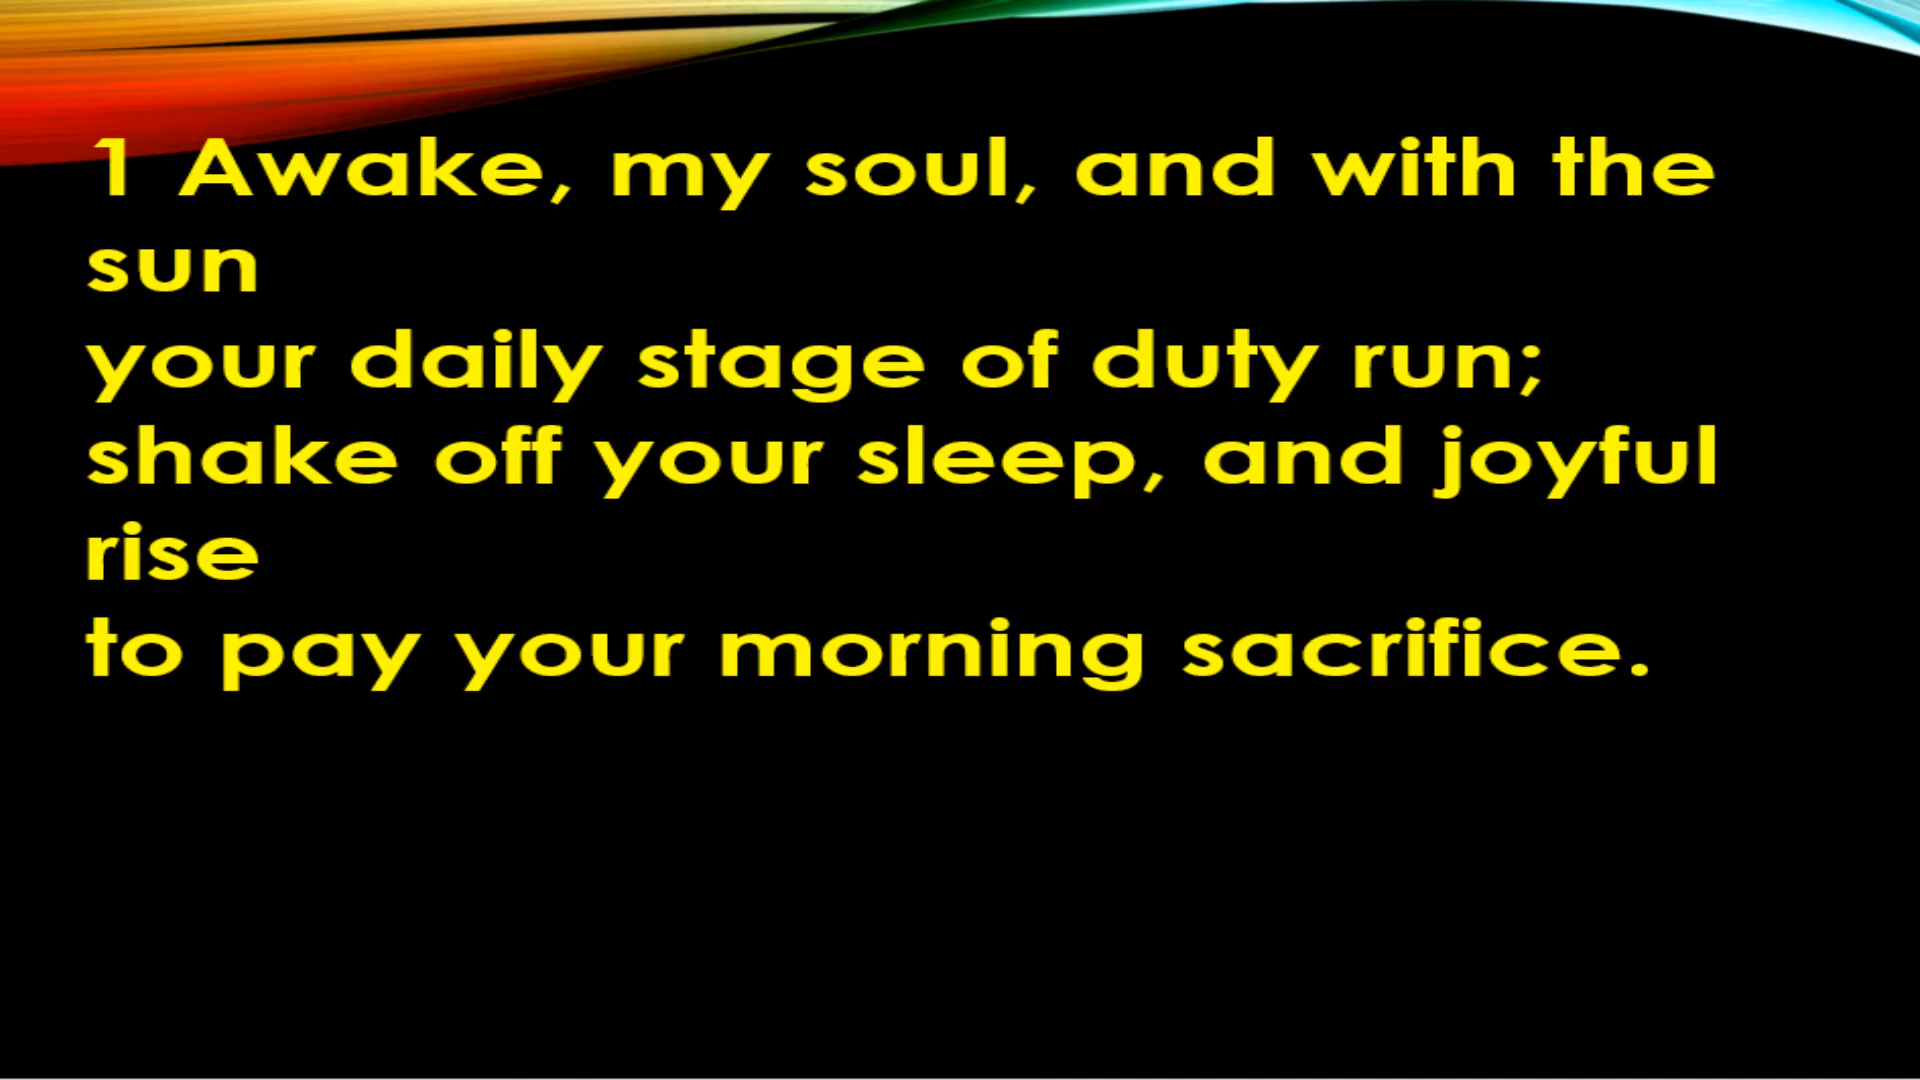 1 Awake, my soul, and with the
sun
your daily stage of duty run;
shake off your sleep, and joyful
rise
to pay your morning sacrifice.